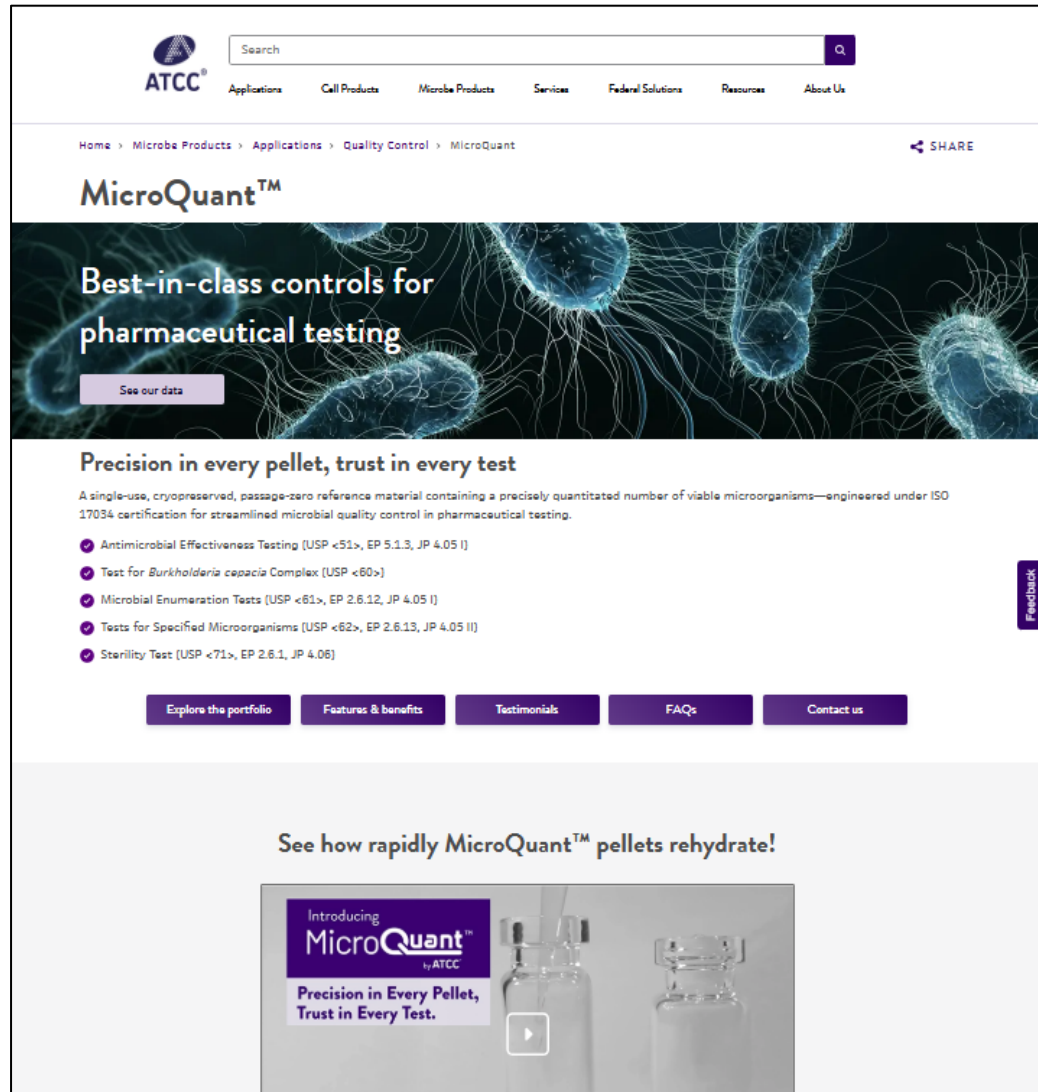 Search
ATCC®
Applications Cell Products Microbe Products Services Federal Solutions Resources About Us
Home > Microbe Products > Applications > Quality Control > MicroQuant
SHARE
MicroQuant™
Best-in-class controls for
pharmaceutical testing
See our data
Precision in every pellet, trust in every test
A single-use, cryopreserved, passage-zero reference material containing a precisely quantitated number of viable microorganisms—engineered under ISO
17034 certification for streamlined microbial quality control in pharmaceutical testing.
Antimicrobial Effectiveness Testing (USP <51>, EP 5.1.3, JP 4.05 I)
Test for Burkholderia cepacia Complex (USP <60>)
Microbial Enumeration Tests (USP <61>, EP 2.6.12, JP 4.05 I)
Tests for Specified Microorganisms (USP <62>, EP 2.6.13, JP 4.05 II)
Sterility Test (USP <71>, EP 2.6.1, JP 4.06)
Feedback
Explore the portfolio Features & benefits Testimonials FAQs Contact us
See how rapidly MicroQuant™ pellets rehydrate!
Introducing
MicroQuant™
by ATCC
Precision in Every Pellet,
Trust in Every Test.